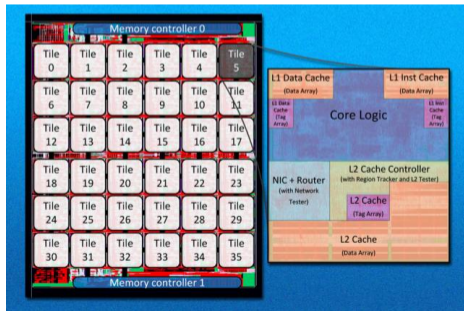 Memory controller 0
Tile 0
Tile 1
Tile 2
Tile 3
Tile 4
Tile 5
Tile 6
Tile 7
Tile 8
Tile 9
Tile 10
Tile 11
Tile 12
Tile 13
Tile 14
Tile 15
Tile 16
Tile 17
Tile 18
Tile 19
Tile 20
Tile 21
Tile 22
Tile 23
Tile 24
Tile 25
Tile 26
Tile 27
Tile 28
Tile 29
Tile 30
Tile 31
Tile 32
Tile 33
Tile 34
Tile 35
Memory controller 1
L1 Data Cache
(Data Array)
L1 Inst Cache
(Data Array)
L1 Data
Cache
(Tag
Array)
Core Logic
L1 Inst
Cache
(Tag
Array)
NIC + Router
(with Network
Tester)
L2 Cache Controller
(with Region Tracker and L2 Tester)
L2 Cache
(Tag Array)
L2 Cache
(Data Array)